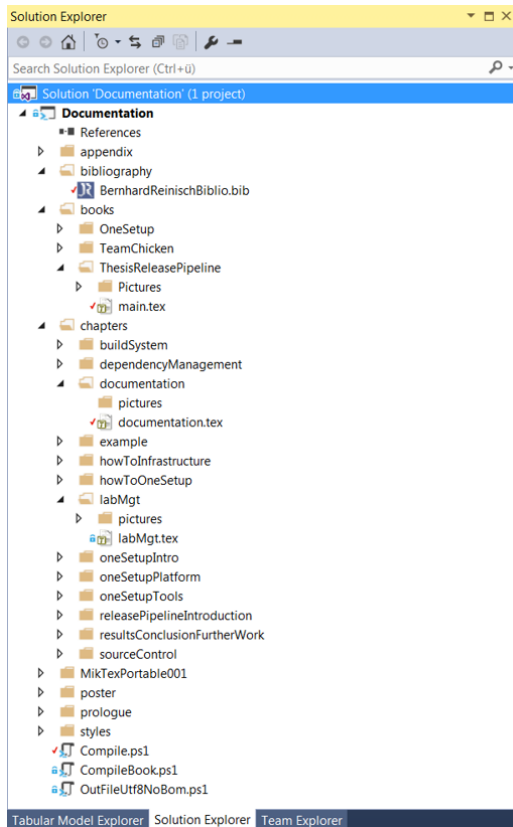 Solution Explorer
Search Solution Explorer (Ctrl+ü)
Solution 'Documentation' (1 project)
Documentation
References
appendix
bibliography
BernhardReinischBiblio.bib
books
OneSetup
TeamChicken
ThesisReleasePipeline
Pictures
main.tex
chapters
buildSystem
dependencyManagement
documentation
pictures
documentation.tex
example
howToInfrastructure
howToOneSetup
labMgt
pictures
labMgt.tex
oneSetupIntro
oneSetupPlatform
oneSetupTools
releasePipelineIntroduction
resultsConclusionFurtherWork
sourceControl
MikTexPortable001
poster
prologue
styles
Compile.ps1
CompileBook.ps1
OutFileUtf8NoBom.ps1
Tabular Model Explorer Solution Explorer Team Explorer